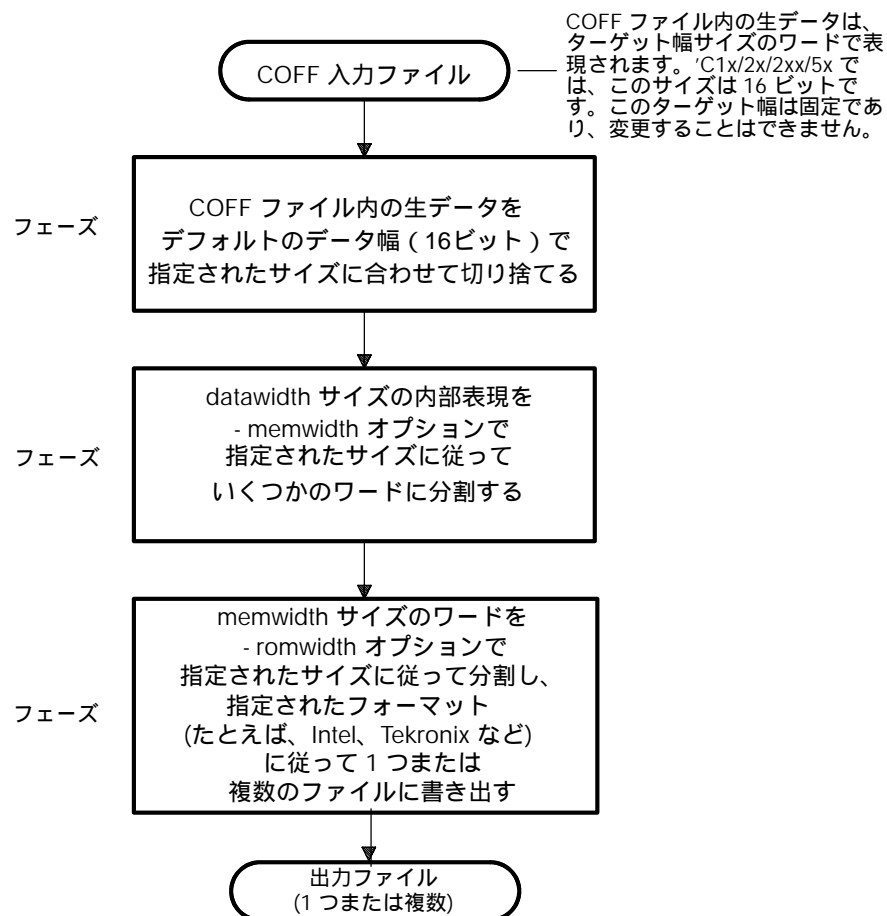 COFF ファイル内の生データは、
ターゲット幅サイズのワードで表
現されます。'C1x/2x/2xx/5x で
は、このサイズは 16 ビットで
す。このターゲット幅は固定であ
り、変更することはできません。
COFF 入力ファイル
フェーズ
COFF ファイル内の生データを
デフォルトのデータ幅（16ビット）で
指定されたサイズに合わせて切り捨てる
フェーズ
datawidth サイズの内部表現を
- memwidth オプションで
指定されたサイズに従って
いくつかのワードに分割する
フェーズ
memwidth サイズのワードを
- romwidth オプションで
指定されたサイズに従って分割し、
指定されたフォーマット
(たとえば、Intel、Tekronix など)
に従って 1 つまたは
複数のファイルに書き出す
出力ファイル
(1 つまたは複数)